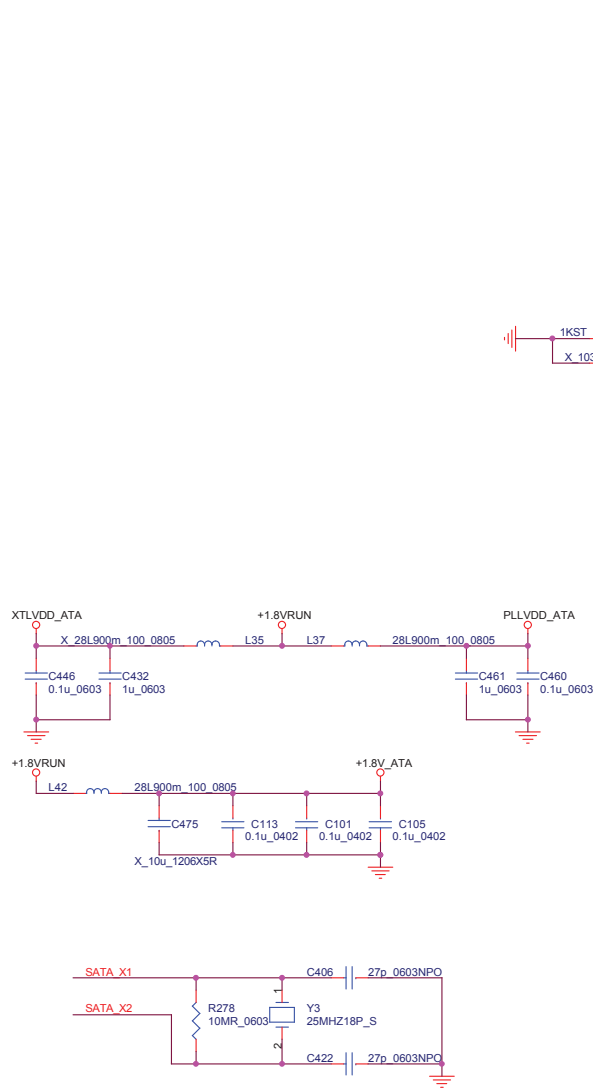 1KST
X_103
XTLVDD_ATA
+1.8VRUN
PLLVDD_ATA
X_28L900m_100_0805
L35
L37
28L900m_100_0805
C446
0.1u_0603
C432
1u_0603
C461
1u_0603
C460
0.1u_0603
+1.8VRUN
+1.8V_ATA
L42
28L900m_100_0805
C475
X_10u_1206X5R
C113
0.1u_0402
C101
0.1u_0402
C105
0.1u_0402
SATA_X1
C406
27p_0603NPO
1
SATA_X2
R278
10MR_0603
Y3
25MHZ18P_S
2
C422
27p_0603NPO